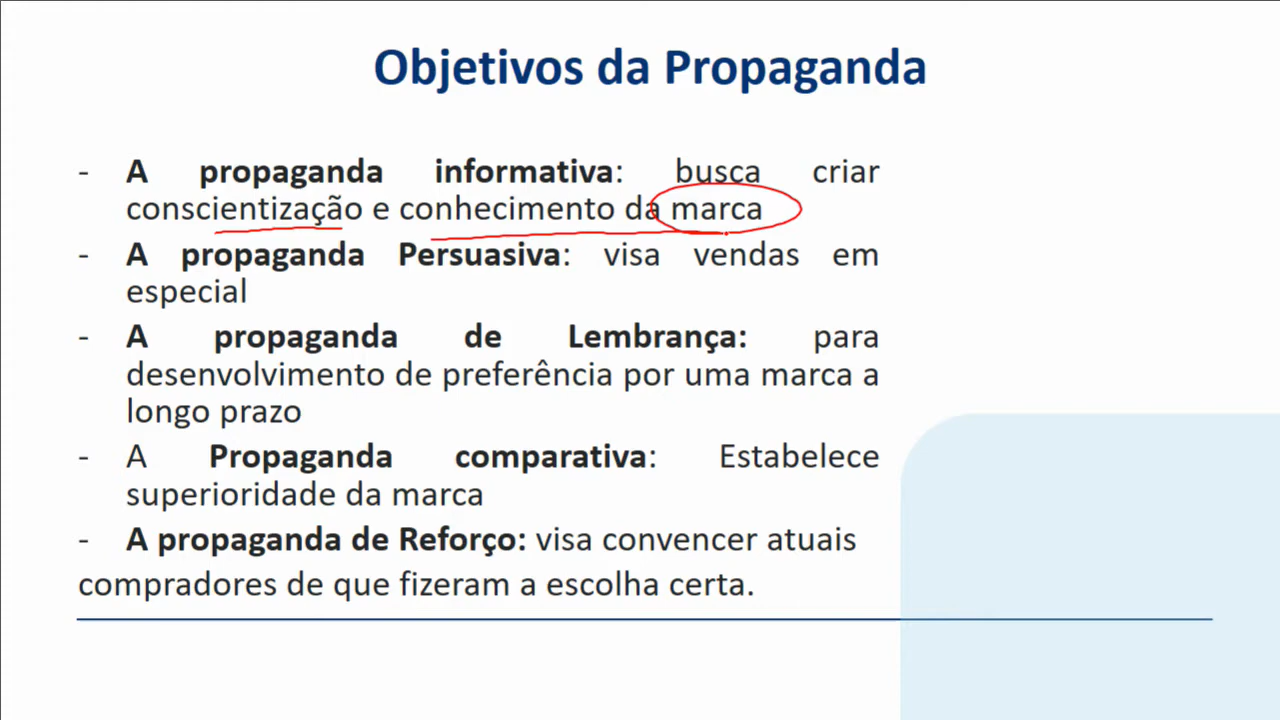 Objetivos da Propaganda
- A propaganda informativa: busca criar
conscientização e conhecimento da marca
- A propaganda Persuasiva: visa vendas em
especial
- A propaganda de Lembrança: para
desenvolvimento de preferência por uma marca a
longo prazo
- A Propaganda comparativa: Estabelece
superioridade da marca
- A propaganda de Reforço: visa convencer atuais
compradores de que fizeram a escolha certa.